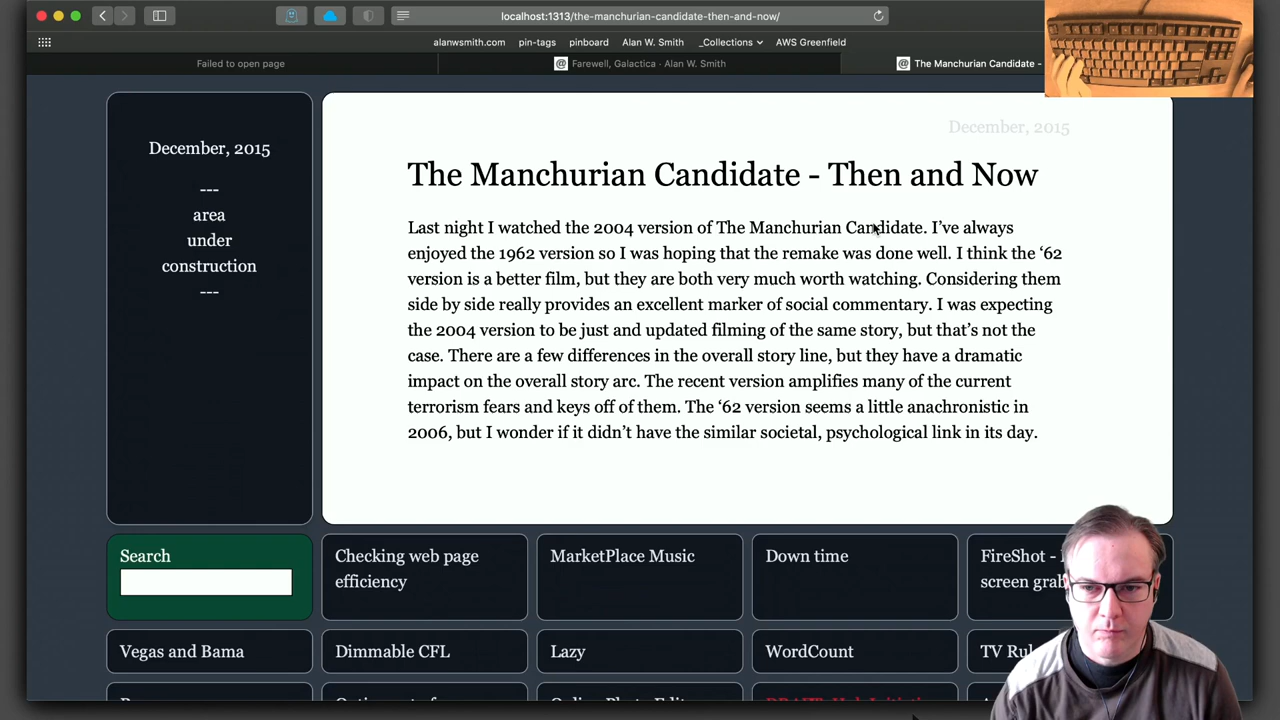 localhost:1313/the-manchurian-candidate-then-and-now/
alanwsmith.com pin-tags pinboard Alan W. Smith _Collections AWS Greenfield
Failed to open page
Farewell, Galactica · Alan W. Smith
The Manchurian Candidate -
December, 2015
---
area
under
construction
---
December, 2015
The Manchurian Candidate - Then and Now
Last night I watched the 2004 version of The Manchurian Candidate. I’ve always
enjoyed the 1962 version so I was hoping that the remake was done well. I think the ‘62
version is a better film, but they are both very much worth watching. Considering them
side by side really provides an excellent marker of social commentary. I was expecting
the 2004 version to be just and updated filming of the same story, but that’s not the
case. There are a few differences in the overall story line, but they have a dramatic
impact on the overall story arc. The recent version amplifies many of the current
terrorism fears and keys off of them. The ‘62 version seems a little anachronistic in
2006, but I wonder if it didn’t have the similar societal, psychological link in its day.
Search
Checking web page
efficiency
MarketPlace Music
Down time
FireShot -
screen grab
Vegas and Bama
Dimmable CFL
Lazy
WordCount
TV Rul